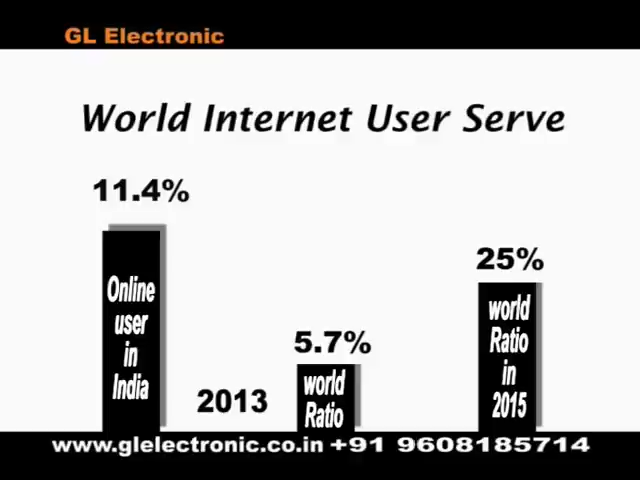 GL Electronic
World Internet User Serve
11.4%
Online
user
in
India
2013
5.7%
world
Ratio
25%
world
Ratio
in
2015
www.glelectronic.co.in +91 9608185714